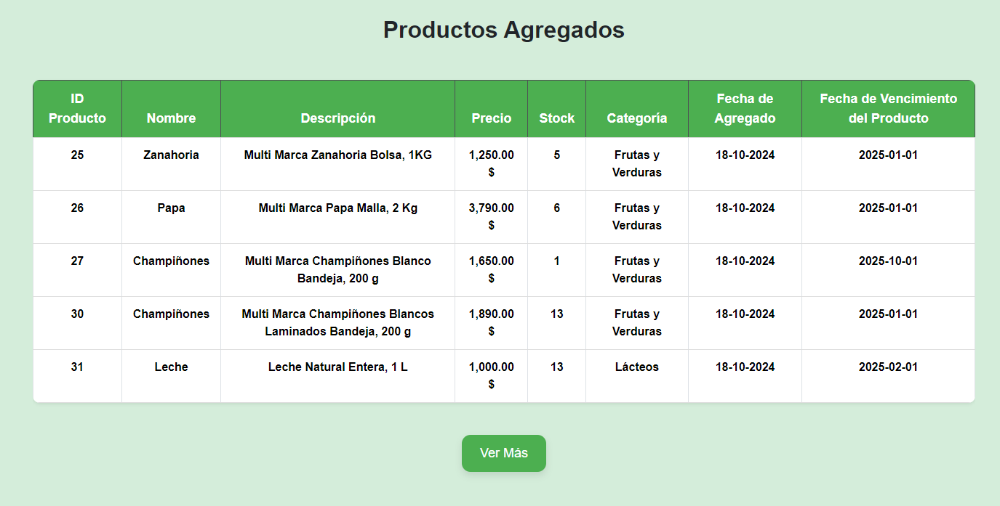 Productos Agregados
ID Producto Nombre Descripción Precio Stock Categoría Fecha de Agregado Fecha de Vencimiento del Producto
25 Zanahoria Multi Marca Zanahoria Bolsa, 1KG 1,250.00 $ 5 Frutas y Verduras 18-10-2024 2025-01-01
26 Papa Multi Marca Papa Malla, 2 Kg 3,790.00 $ 6 Frutas y Verduras 18-10-2024 2025-01-01
27 Champiñones Multi Marca Champiñones Blanco Bandeja, 200 g 1,650.00 $ 1 Frutas y Verduras 18-10-2024 2025-10-01
30 Champiñones Multi Marca Champiñones Blancos Laminados Bandeja, 200 g 1,890.00 $ 13 Frutas y Verduras 18-10-2024 2025-01-01
31 Leche Leche Natural Entera, 1 L 1,000.00 $ 13 Lácteos 18-10-2024 2025-02-01
Ver Más